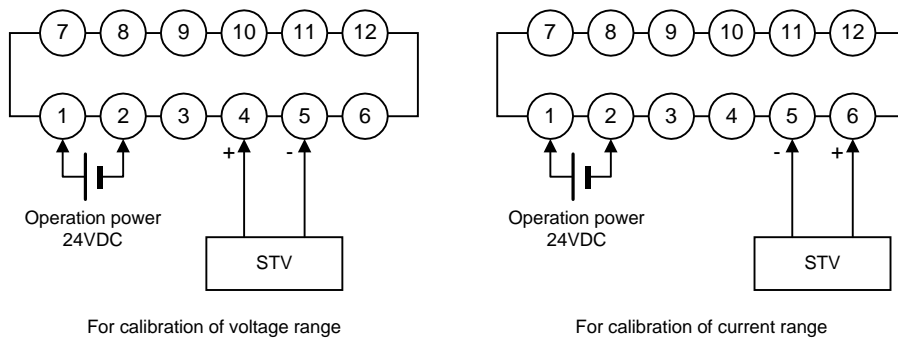 7 8 9 10 11 12
1 2 3 4 5 6
+ -
Operation power
24VDC
STV
For calibration of voltage range
7 8 9 10 11 12
1 2 3 4 5 6
- +
Operation power
24VDC
STV
For calibration of current range